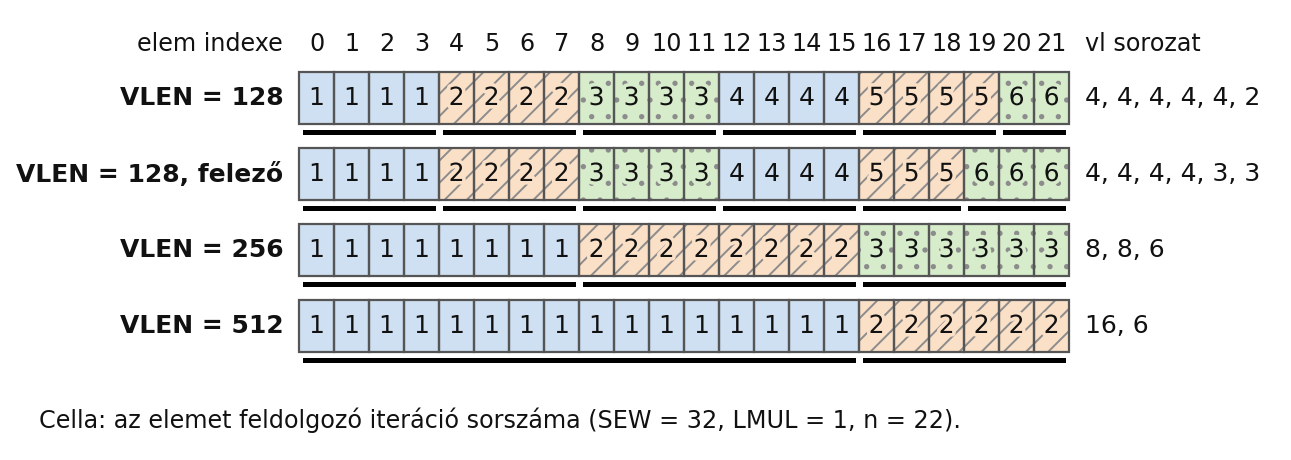 elem indexe 0 1 2 3 4 5 6 7 8 9 10 11 12 13 14 15 16 17 18 19 20 21 vl sorozat
VLEN = 128 1 1 1 1 2 2 2 2 3 3 3 3 4 4 4 4 5 5 5 5 6 6 4, 4, 4, 4, 4, 2
VLEN = 128, felező 1 1 1 1 2 2 2 2 3 3 3 3 4 4 4 4 5 5 5 6 6 6 4, 4, 4, 4, 3, 3
VLEN = 256 1 1 1 1 1 1 1 1 2 2 2 2 2 2 2 2 3 3 3 3 3 3 8, 8, 6
VLEN = 512 1 1 1 1 1 1 1 1 1 1 1 1 1 1 1 1 2 2 2 2 2 2 16, 6
Cella: az elemet feldolgozó iteráció sorszáma (SEW = 32, LMUL = 1, n = 22).